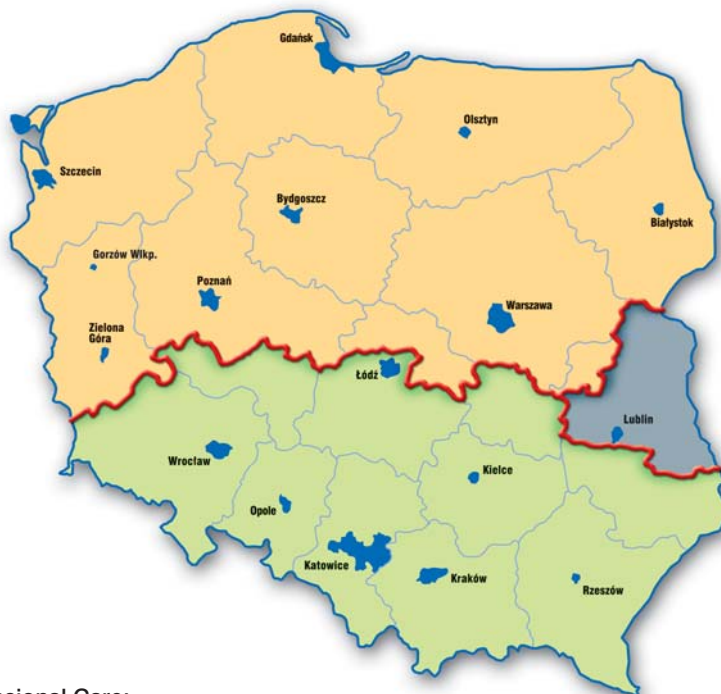 Gdańsk
Olsztyn
Szczecin
Bydgoszcz
Białystok
Gorzów Wlkp.
Poznań
Warszawa
Zielona
Góra
Łódź
Lublin
Wrocław
Kielce
Opole
Katowice
Kraków
Rzeszów